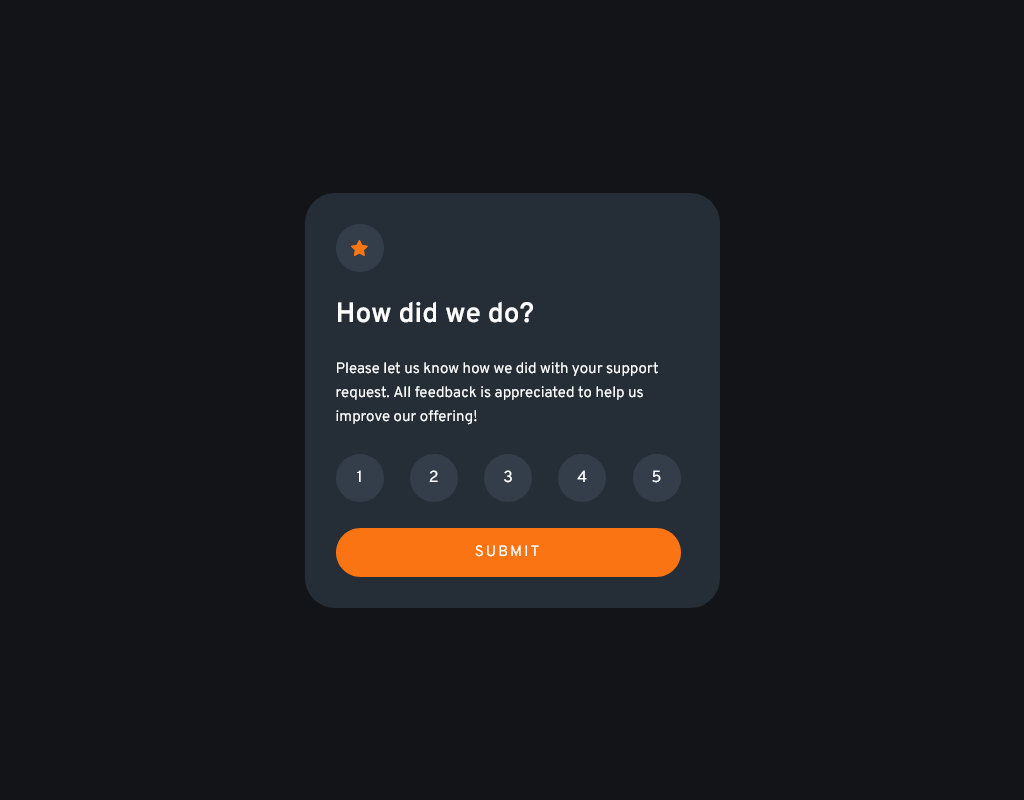 How did we do?
Please let us know how we did with your support
request. All feedback is appreciated to help us
improve our offering!
1 2 3 4 5
SUBMIT